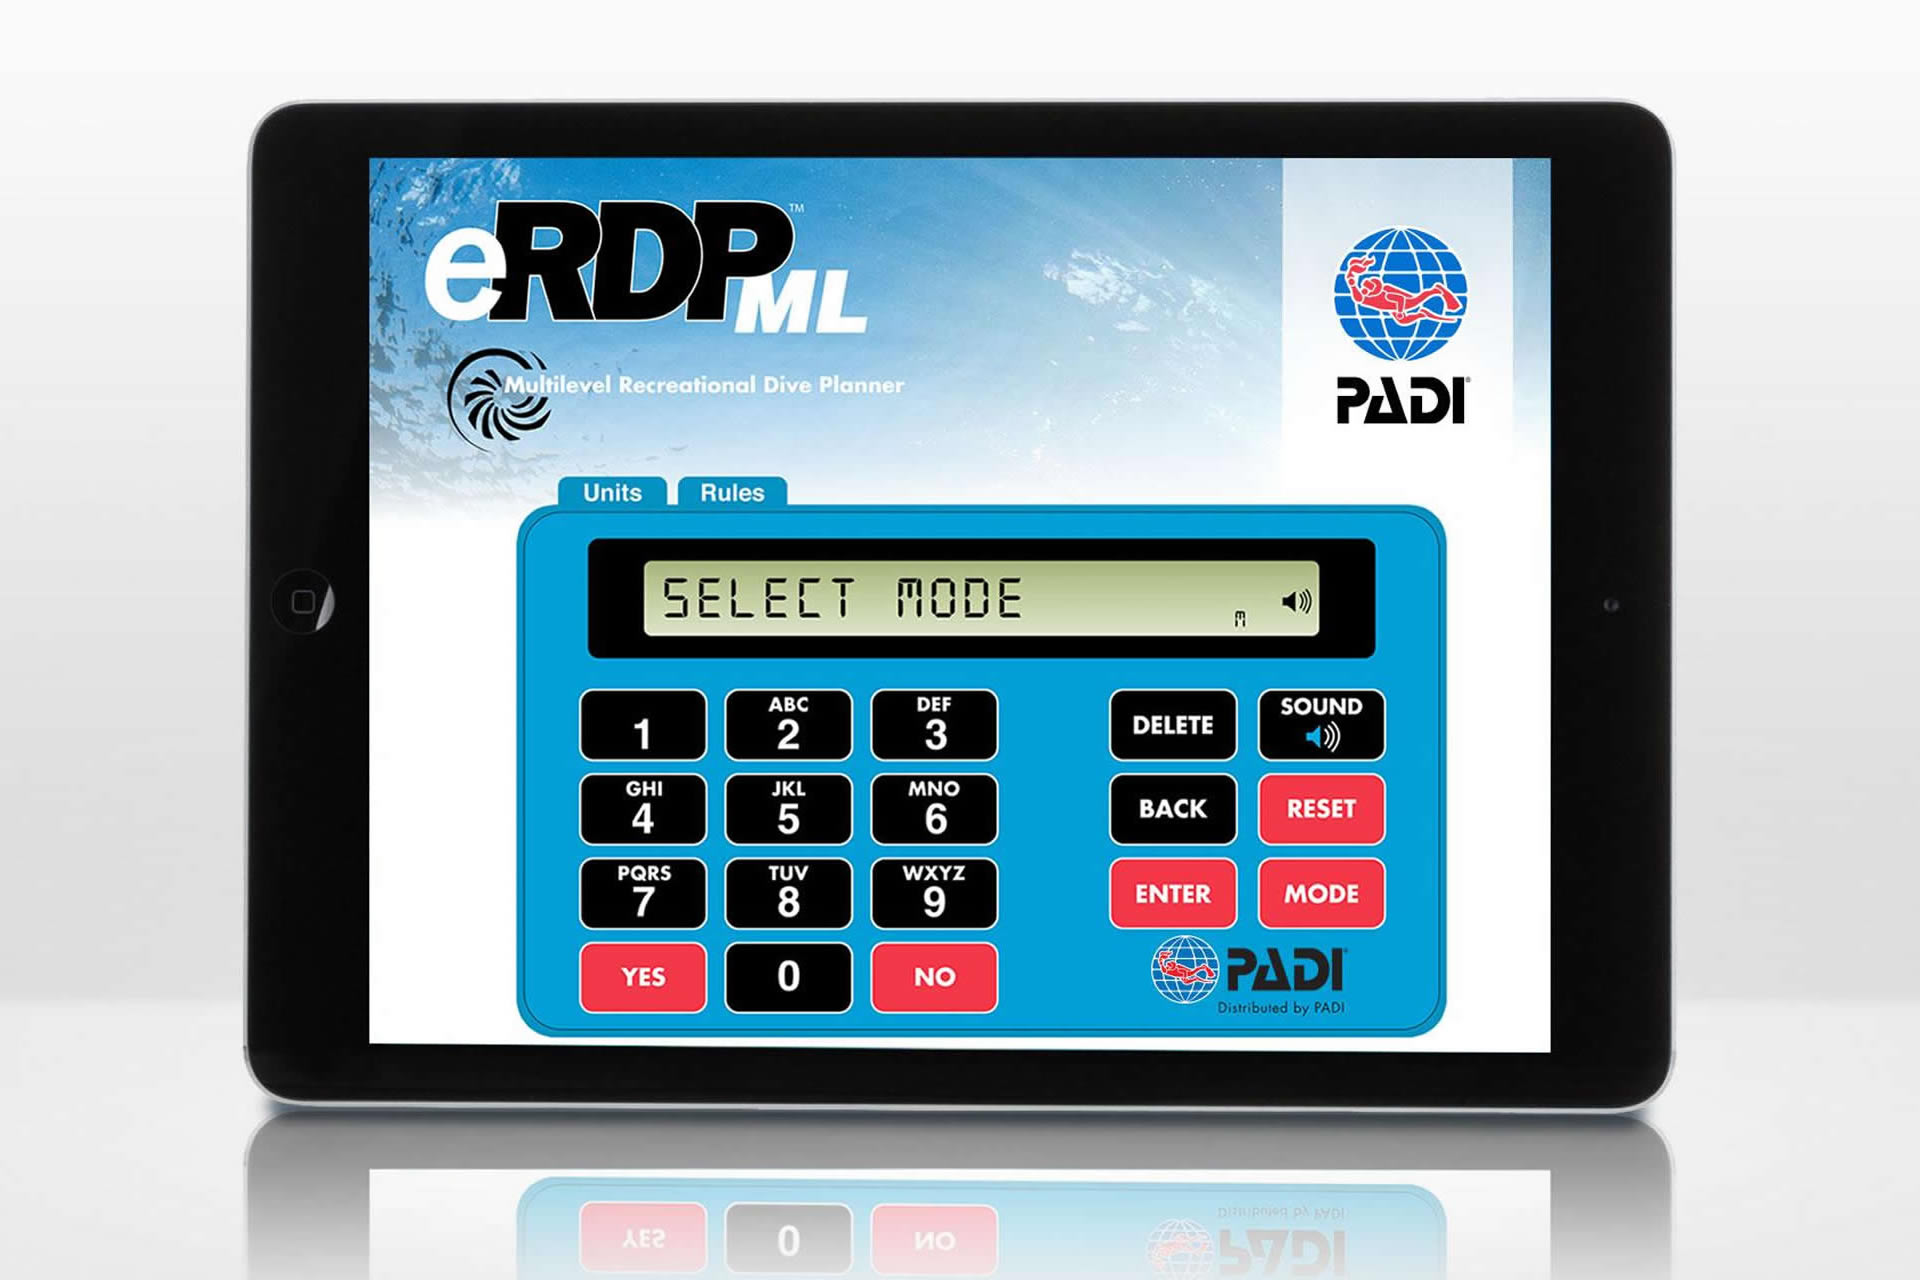 eRDP™
ML
Multilevel Recreational Dive Planner
PADI®
Units Rules
SELECT MODE
M
1
ABC
2
DEF
3
DELETE
SOUND
GHI
4
JKL
5
MNO
6
BACK
RESET
PQRS
7
TUV
8
WXYZ
9
ENTER
MODE
YES
0
NO
PADI®
Distributed by PADI